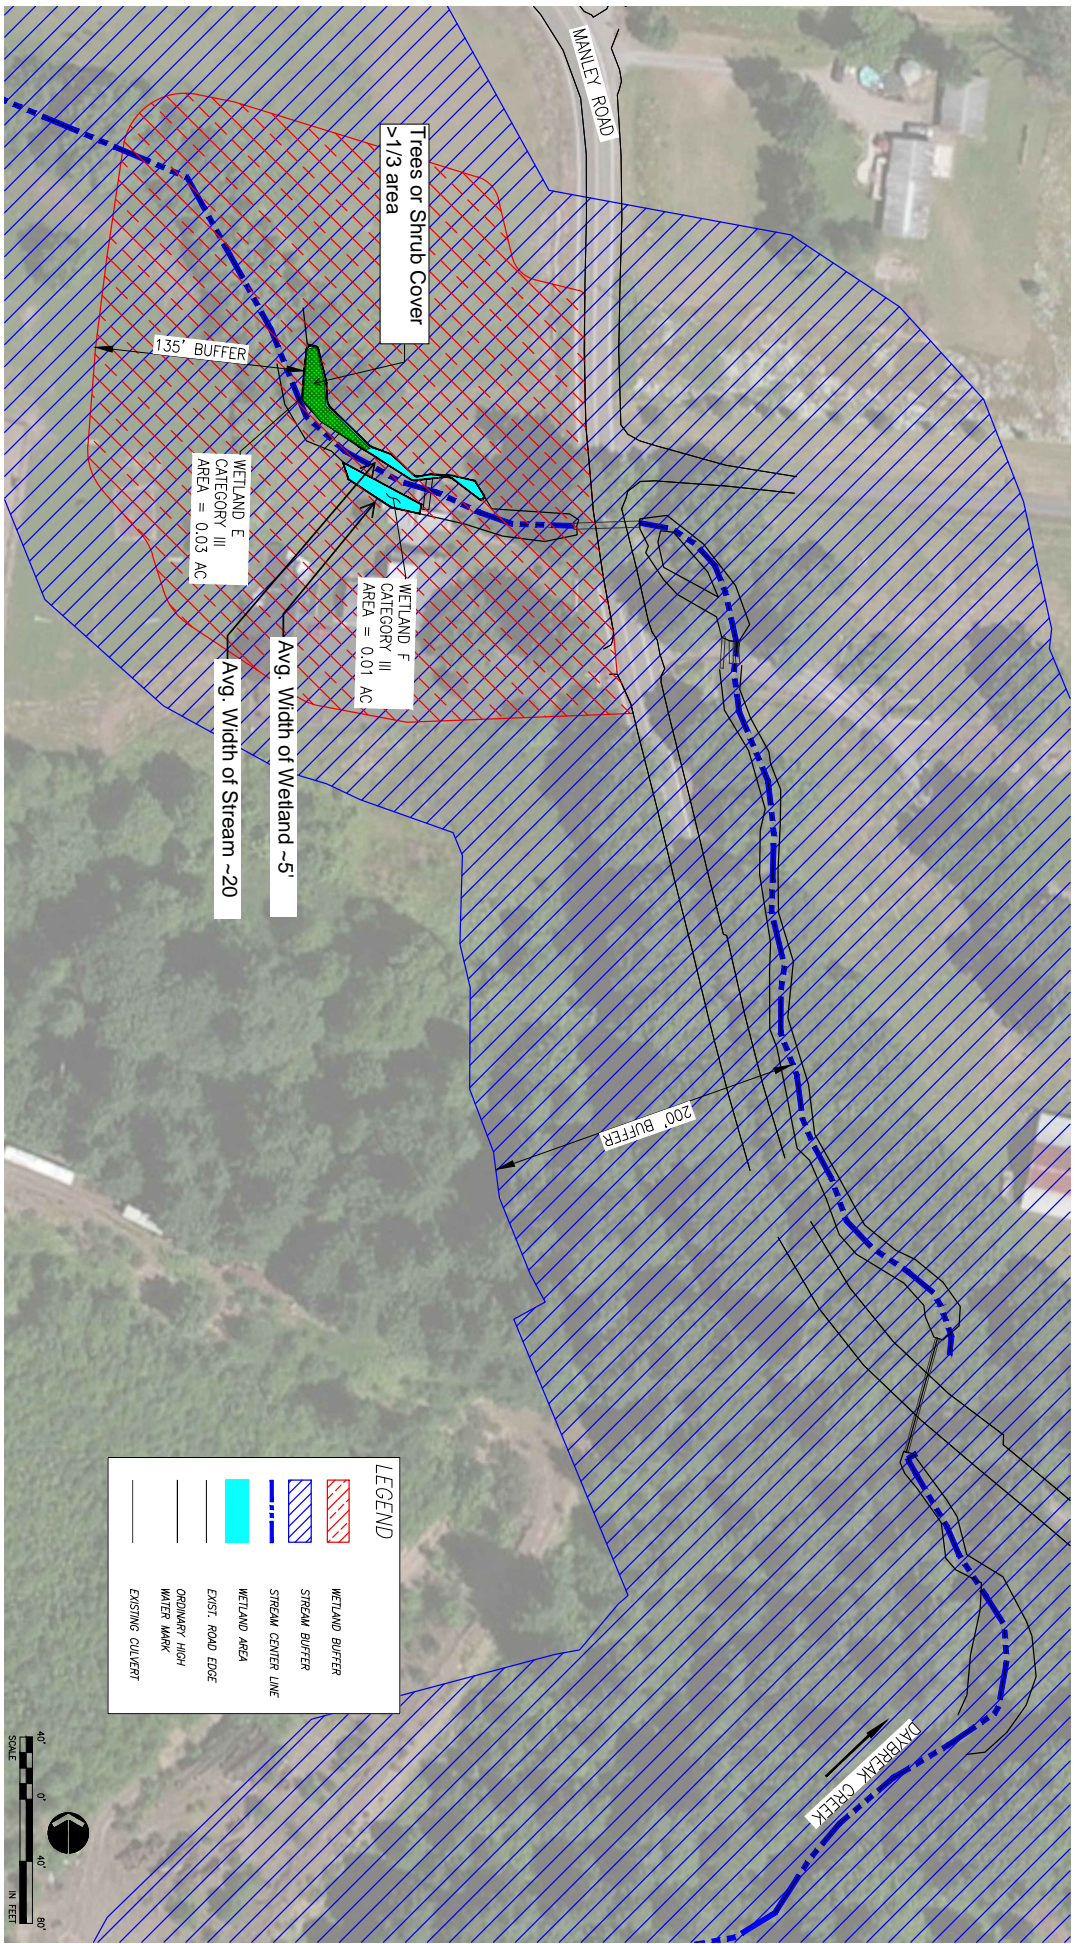 MANLEY ROAD
Trees or Shrub Cover
>1/3 area
135' BUFFER
WETLAND E
CATEGORY III
AREA = 0.03 AC
WETLAND F
CATEGORY III
AREA = 0.01 AC
Avg. Width of Wetland ~5'
Avg. Width of Stream ~20
200' BUFFER
DAYBREAK CREEK
LEGEND
WETLAND BUFFER
STREAM BUFFER
STREAM CENTER LINE
WETLAND AREA
EXIST. ROAD EDGE
ORDINARY HIGH
WATER MARK
EXISTING CULVERT
40' 0' 40' 80'
SCALE IN FEET